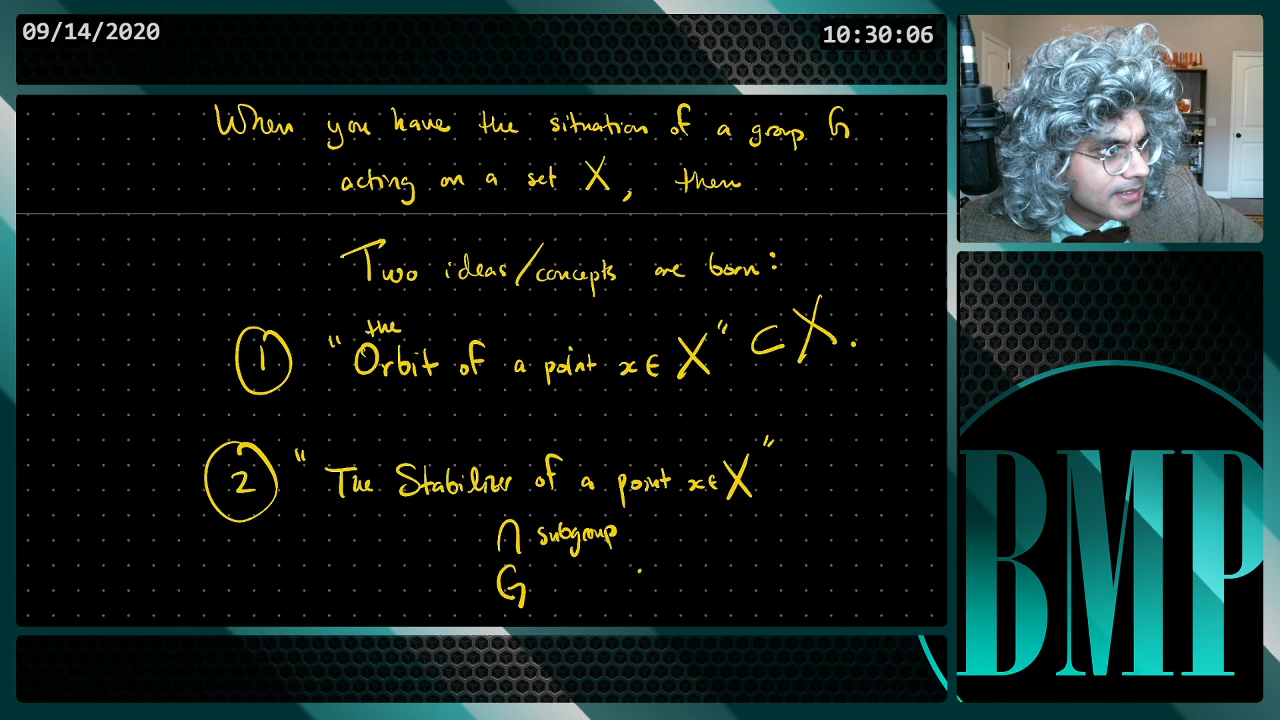 09/14/2020
10:30:06
When you have the situation of a group G
acting on a set X, then
Two ideas/concepts are born:
the
① "Orbit of a point x ∈ X" ⊂ X.
② "The Stabilizer of a point x ∈ X"
∩ subgroup
G
BMP